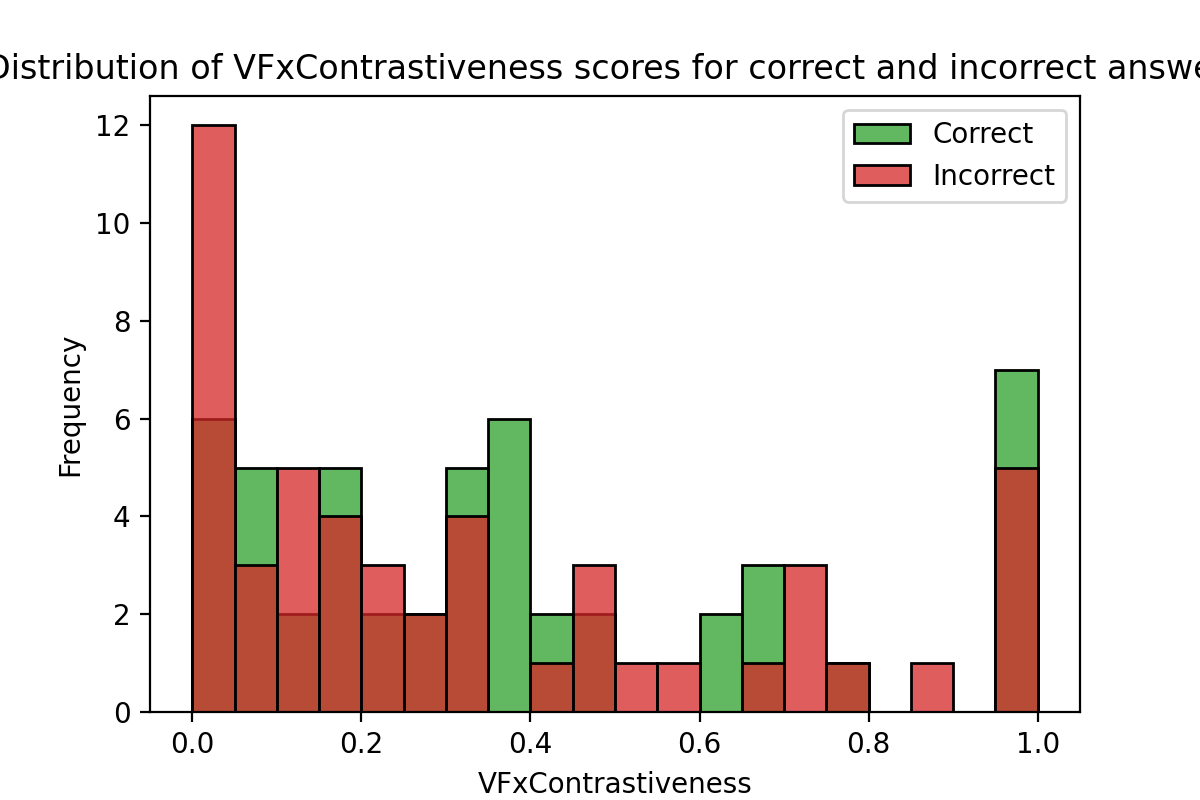 Distribution of VFxContrastiveness scores for correct and incorrect answe
Correct
Incorrect
12
10
8
6
4
2
0
Frequency
0.0 0.2 0.4 0.6 0.8 1.0
VFxContrastiveness